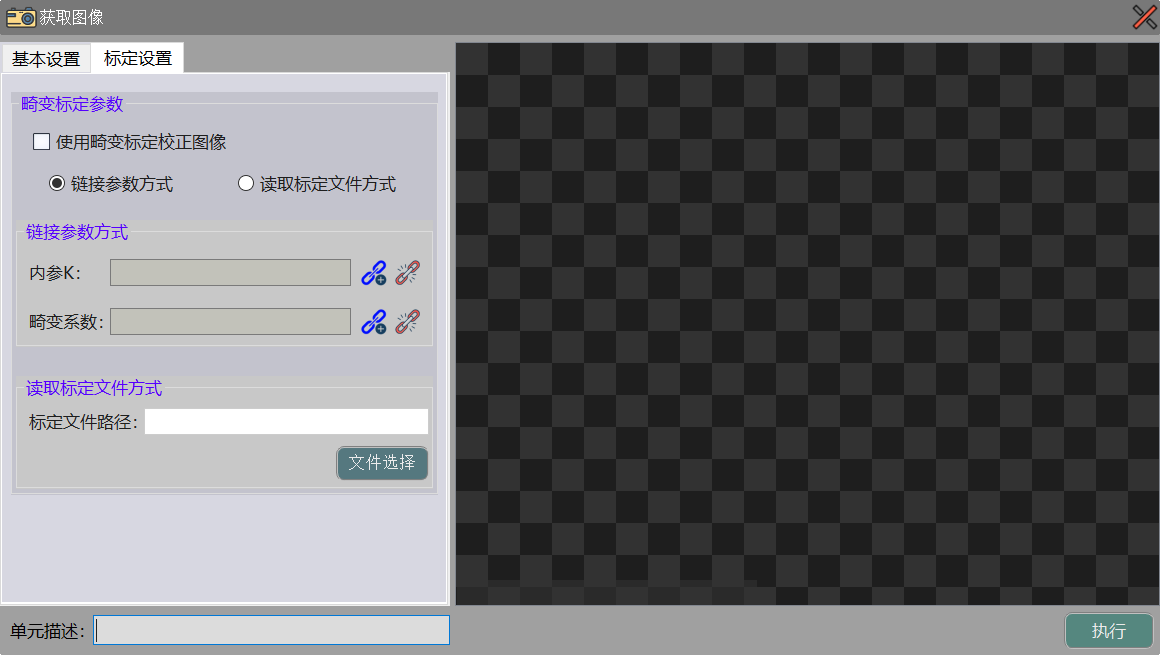 获取图像
基本设置 标定设置
畸变标定参数
使用畸变标定校正图像
链接参数方式 读取标定文件方式
链接参数方式
内参K：
畸变系数：
读取标定文件方式
标定文件路径：
文件选择
单元描述：
执行